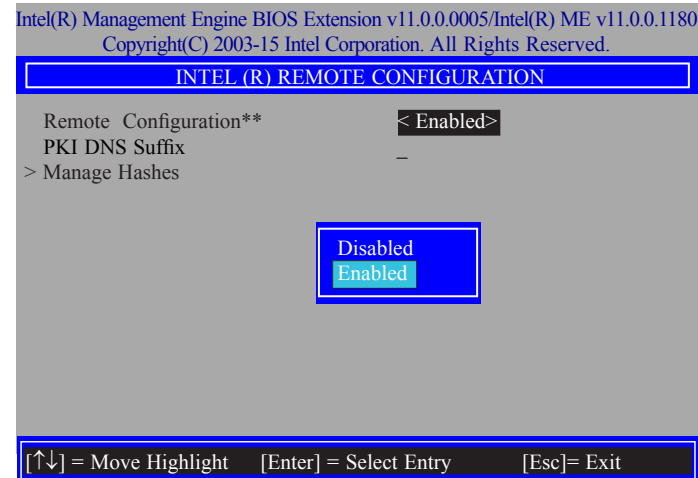 Intel(R) Management Engine BIOS Extension v11.0.0.0005/Intel(R) ME v11.0.0.1180
Copyright(C) 2003-15 Intel Corporation. All Rights Reserved.
INTEL (R) REMOTE CONFIGURATION
Remote Configuration** < Enabled>
PKI DNS Suffix _
> Manage Hashes
Disabled
Enabled
[↑↓] = Move Highlight [Enter] = Select Entry [Esc]= Exit